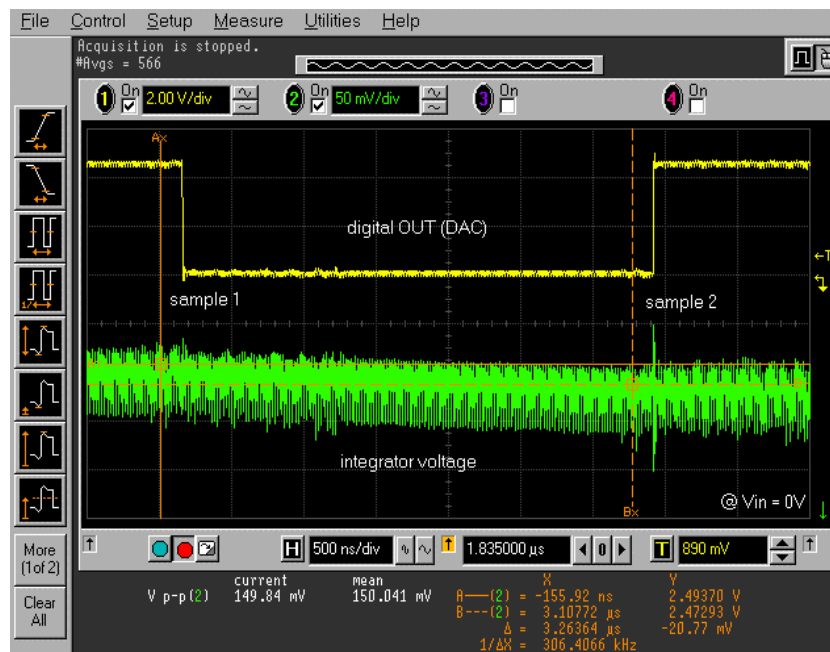 File Control Setup Measure Utilities Help
Acquisition is stopped.
#Avgs = 566
1 On 2.00 V/div 2 On 50 mV/div 3 On 4 On
Ax
digital OUT (DAC)
T
sample 1 sample 2
integrator voltage
@ Vin = 0V
Bx
More
(1of 2)
Clear
All
H 500 ns/div 1.835000 µs 0 T 890 mV
current mean X Y
V p-p(2) 149.84 mV 150.041 mV A——(2) = -155.92 ns 2.49370 V
B---(2) = 3.10772 µs 2.47293 V
Δ = 3.26364 µs -20.77 mV
1/ΔX = 306.4066 kHz